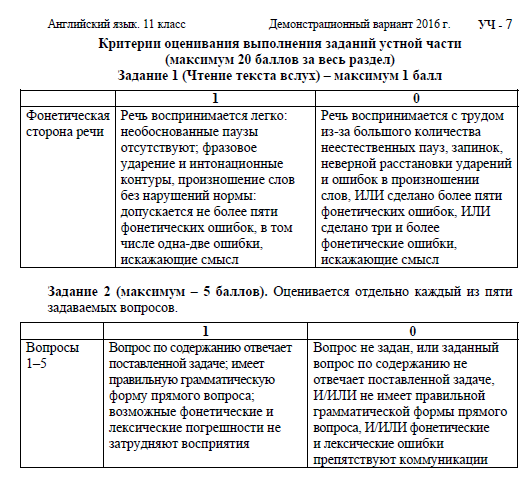 Английский язык. 11 класс Демонстрационный вариант 2016 г. УЧ - 7
Критерии оценивания выполнения заданий устной части
(максимум 20 баллов за весь раздел)
Задание 1 (Чтение текста вслух) – максимум 1 балл
1 0
Фонетическая
сторона речи
Речь воспринимается легко:
необоснованные паузы
отсутствуют; фразовое
ударение и интонационные
контуры, произношение слов
без нарушений нормы:
допускается не более пяти
фонетических ошибок, в том
числе одна-две ошибки,
искажающие смысл
Речь воспринимается с трудом
из-за большого количества
неестественных пауз, запинок,
неверной расстановки ударений
и ошибок в произношении
слов, ИЛИ сделано более пяти
фонетических ошибок, ИЛИ
сделано три и более
фонетические ошибки,
искажающие смысл
Задание 2 (максимум – 5 баллов). Оценивается отдельно каждый из пяти
задаваемых вопросов.
1 0
Вопросы
1–5
Вопрос по содержанию отвечает
поставленной задаче; имеет
правильную грамматическую
форму прямого вопроса;
возможные фонетические и
лексические погрешности не
затрудняют восприятия
Вопрос не задан, или заданный
вопрос по содержанию не
отвечает поставленной задаче,
И/ИЛИ не имеет правильной
грамматической формы прямого
вопроса, И/ИЛИ фонетические
и лексические ошибки
препятствуют коммуникации